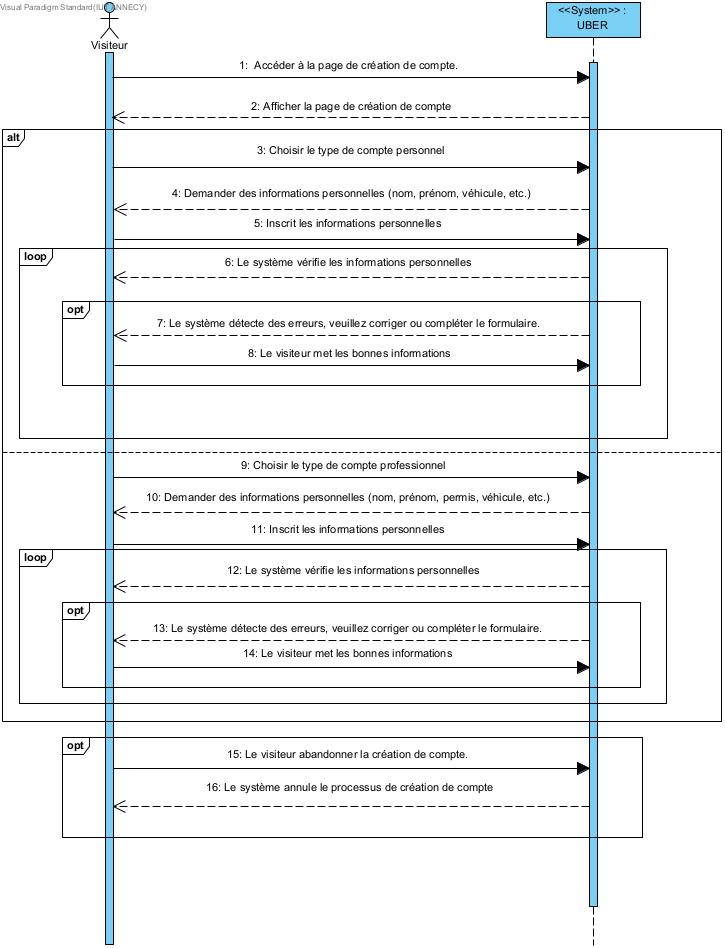 Visual Paradigm Standard(IUT ANNECY)
Visiteur
<<System>> :
UBER
1:  Accéder à la page de création de compte.
2: Afficher la page de création de compte
alt
3: Choisir le type de compte personnel
4: Demander des informations personnelles (nom, prénom, véhicule, etc.)
5: Inscrit les informations personnelles
loop
6: Le système vérifie les informations personnelles
opt
7: Le système détecte des erreurs, veuillez corriger ou compléter le formulaire.
8: Le visiteur met les bonnes informations
9: Choisir le type de compte professionnel
10: Demander des informations personnelles (nom, prénom, permis, véhicule, etc.)
11: Inscrit les informations personnelles
loop
12: Le système vérifie les informations personnelles
opt
13: Le système détecte des erreurs, veuillez corriger ou compléter le formulaire.
14: Le visiteur met les bonnes informations
opt
15: Le visiteur abandonner la création de compte.
16: Le système annule le processus de création de compte